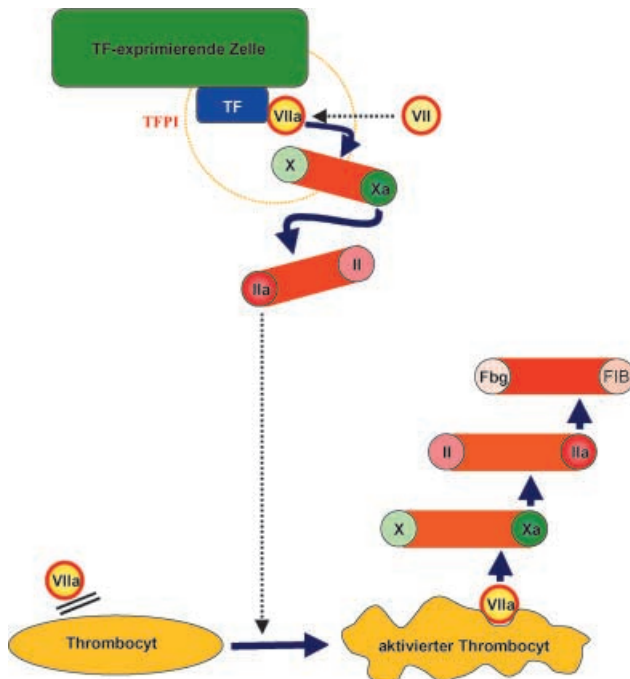 TF-exprimierende Zelle
TF
TFPI
VIIa
VII
X
Xa
IIa
II
Fbg
FIB
II
IIa
X
Xa
VIIa
VIIa
Thrombocyt
aktivierter Thrombocyt